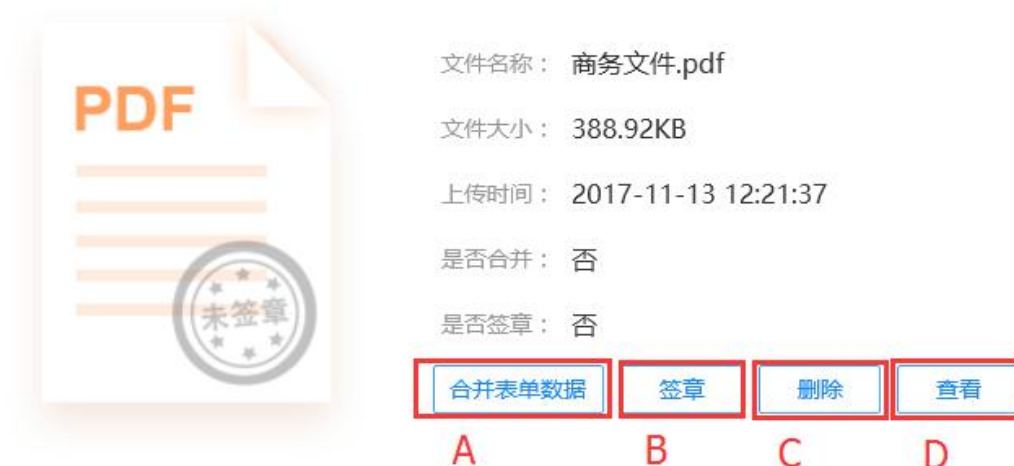 PDF
未签章
文件名称： 商务文件.pdf
文件大小： 388.92KB
上传时间： 2017-11-13 12:21:37
是否合并： 否
是否签章： 否
合并表单数据 签章 删除 查看
A B C D